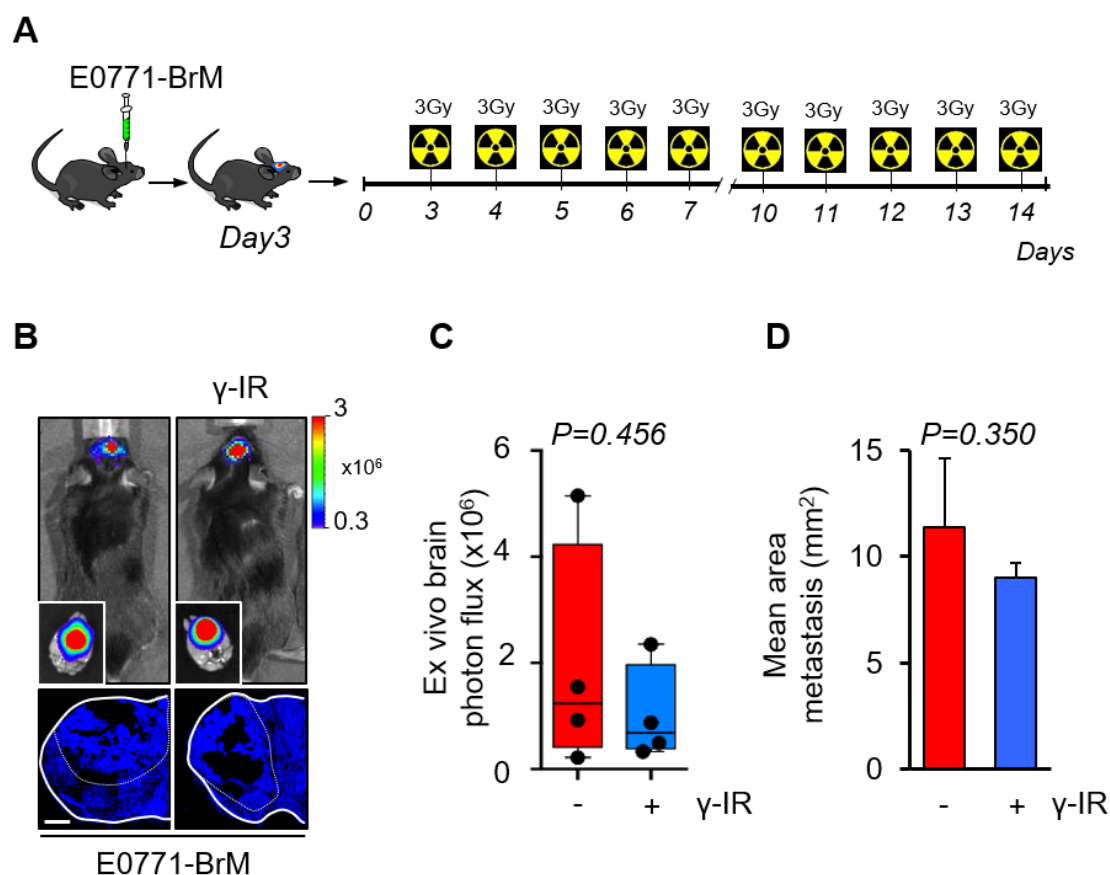 A
E0771-BrM
3Gy 3Gy 3Gy 3Gy 3Gy 3Gy 3Gy 3Gy 3Gy 3Gy
Day3
0 3 4 5 6 7 10 11 12 13 14
Days
B
γ-IR
3
x10⁶
0.3
E0771-BrM
C
P=0.456
Ex vivo brain
photon flux (x10⁶)
6
4
2
0
- + γ-IR
D
P=0.350
Mean area
metastasis (mm²)
15
10
5
0
- + γ-IR